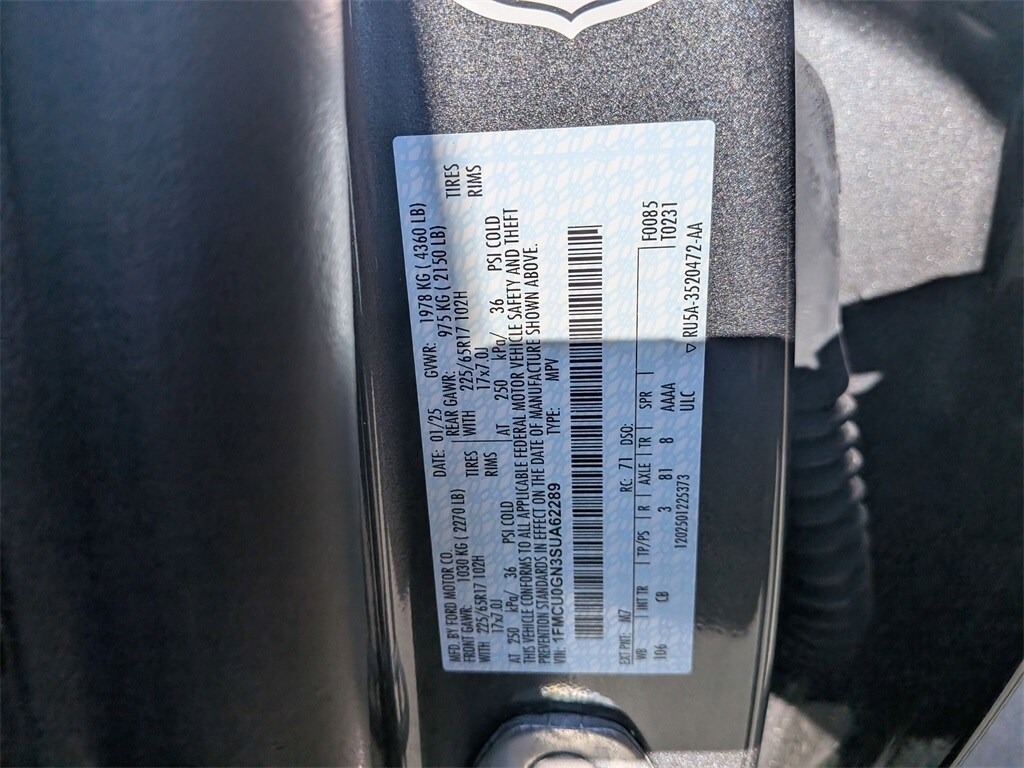 MFD. BY FORD MOTOR CO. DATE: 01/25 GVWR: 1978 KG ( 4360 LB)
FRONT GAWR: 1030 KG ( 2270 LB) REAR GAWR: 975 KG ( 2150 LB)
WITH 225/65R17 102H TIRES WITH 225/65R17 102H TIRES
17x7.0J RIMS 17x7.0J RIMS
AT 250 kPa/ 36 PSI COLD AT 250 kPa/ 36 PSI COLD
THIS VEHICLE CONFORMS TO ALL APPLICABLE FEDERAL MOTOR VEHICLE SAFETY AND THEFT
PREVENTION STANDARDS IN EFFECT ON THE DATE OF MANUFACTURE SHOWN ABOVE.
VIN: 1FMCU0GN3SUA62289 TYPE: MPV
EXT PNT: M7 RC: 71 DSO:
WB INT TR TP/PS R AXLE TR SPR F0085
106 CB 3 81 8 AAAA T0231
1202501225373 ULC
▽ RU5A-3520472-AA